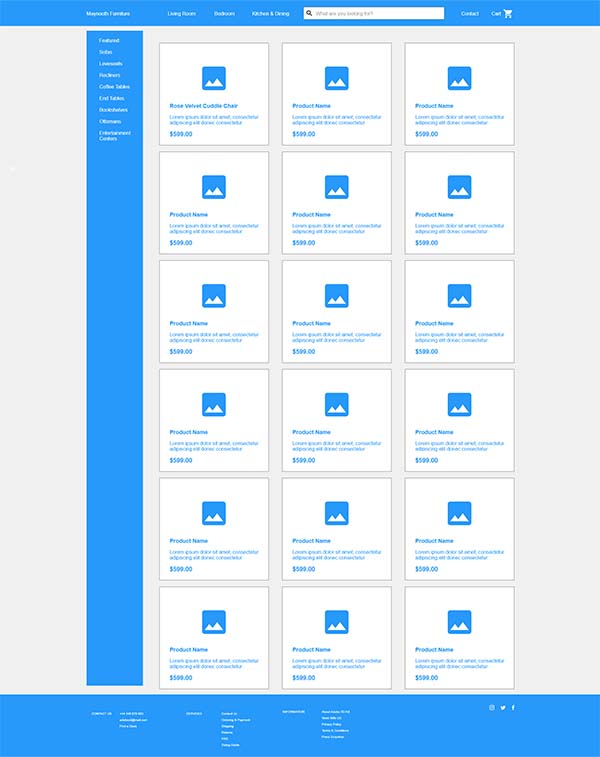 Maynooth Furniture
Living Room
Bedroom
Kitchen & Dining
What are you looking for?
Contact
Cart
Featured
Sofas
Loveseats
Recliners
Coffee Tables
End Tables
Bookshelves
Ottomans
Entertainment
Centers
Rose Velvet Cuddle Chair
Lorem ipsum dolor sit amet, consectetur
adipiscing elit donec consectetur
$599.00
Product Name
Lorem ipsum dolor sit amet, consectetur
adipiscing elit donec consectetur
$599.00
Product Name
Lorem ipsum dolor sit amet, consectetur
adipiscing elit donec consectetur
$599.00
Product Name
Lorem ipsum dolor sit amet, consectetur
adipiscing elit donec consectetur
$599.00
Product Name
Lorem ipsum dolor sit amet, consectetur
adipiscing elit donec consectetur
$599.00
Product Name
Lorem ipsum dolor sit amet, consectetur
adipiscing elit donec consectetur
$599.00
Product Name
Lorem ipsum dolor sit amet, consectetur
adipiscing elit donec consectetur
$599.00
Product Name
Lorem ipsum dolor sit amet, consectetur
adipiscing elit donec consectetur
$599.00
Product Name
Lorem ipsum dolor sit amet, consectetur
adipiscing elit donec consectetur
$599.00
Product Name
Lorem ipsum dolor sit amet, consectetur
adipiscing elit donec consectetur
$599.00
Product Name
Lorem ipsum dolor sit amet, consectetur
adipiscing elit donec consectetur
$599.00
Product Name
Lorem ipsum dolor sit amet, consectetur
adipiscing elit donec consectetur
$599.00
Product Name
Lorem ipsum dolor sit amet, consectetur
adipiscing elit donec consectetur
$599.00
Product Name
Lorem ipsum dolor sit amet, consectetur
adipiscing elit donec consectetur
$599.00
Product Name
Lorem ipsum dolor sit amet, consectetur
adipiscing elit donec consectetur
$599.00
Product Name
Lorem ipsum dolor sit amet, consectetur
adipiscing elit donec consectetur
$599.00
Product Name
Lorem ipsum dolor sit amet, consectetur
adipiscing elit donec consectetur
$599.00
Product Name
Lorem ipsum dolor sit amet, consectetur
adipiscing elit donec consectetur
$599.00
CONTACT US
Find a Store
SERVICES
Contact Us
Ordering & Payment
Shipping
Returns
FAQ
Sizing Guide
INFORMATION
Work With Us
Privacy Policy
Terms & Conditions
Press Enquiries